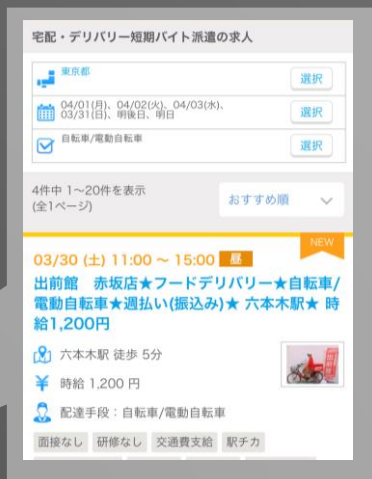 宅配・デリバリー短期バイト派遣の求人
東京都
選択
04/01(月)、04/02(火)、04/03(水)、
03/31(日)、明後日、明日
選択
自転車/電動自転車
選択
4件中 1〜20件を表示
(全1ページ)
おすすめ順
NEW
03/30 (土) 11:00 〜 15:00 昼
出前館 赤坂店★フードデリバリー★自転車/
電動自転車★週払い(振込み)★ 六本木駅★ 時
給1,200円
六本木駅 徒歩 5分
時給 1,200 円
配達手段：自転車/電動自転車
面接なし 研修なし 交通費支給 駅チカ